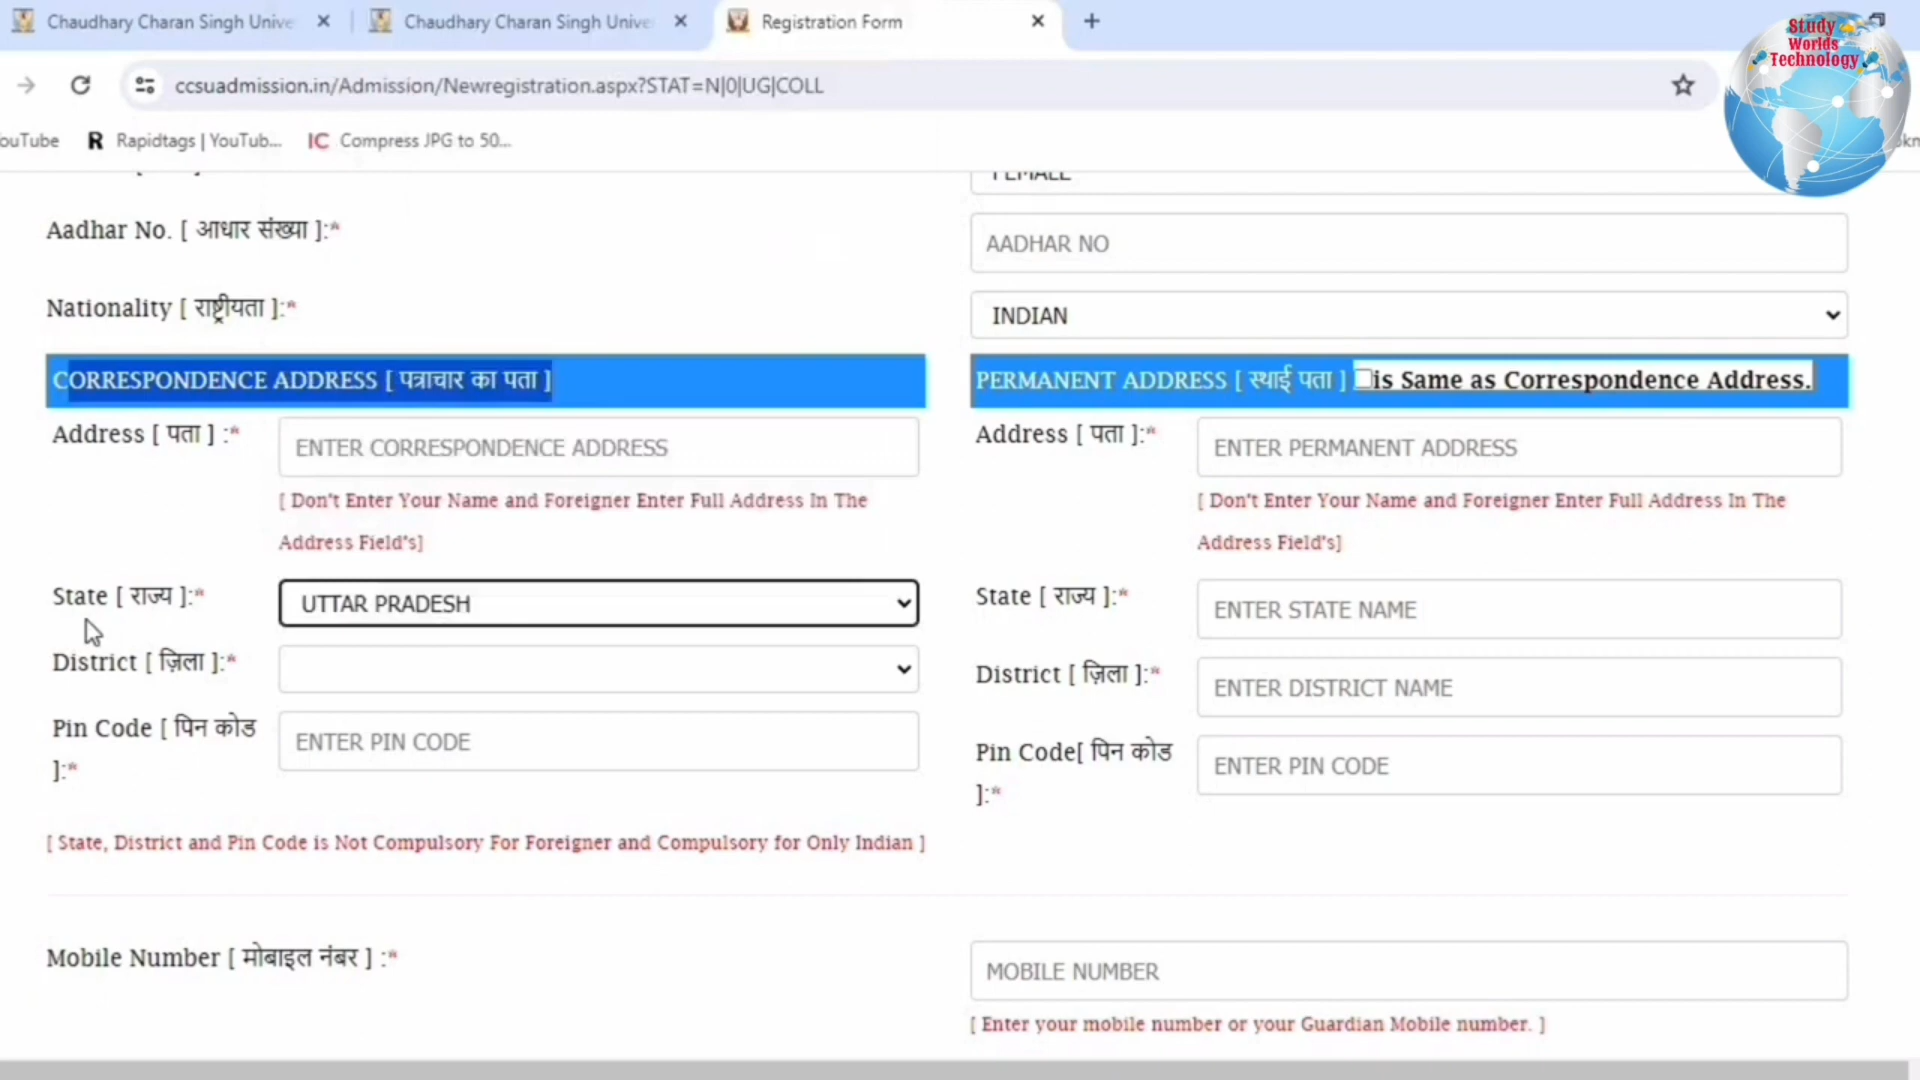 Chaudhary Charan Singh Unive
Chaudhary Charan Singh Unive
Registration Form
Study
Worlds
Technology
ccsuadmission.in/Admission/Newregistration.aspx?STAT=N|0|UG|COLL
ouTube
R Rapidtags | YouTub...
IC Compress JPG to 50...
FEMALE
Aadhar No. [ आधार संख्या ]:*
AADHAR NO
Nationality [ राष्ट्रीयता ]:*
INDIAN
CORRESPONDENCE ADDRESS [ पत्राचार का पता ]
PERMANENT ADDRESS [ स्थाई पता ] is Same as Correspondence Address.
Address [ पता ] :*
ENTER CORRESPONDENCE ADDRESS
[ Don't Enter Your Name and Foreigner Enter Full Address In The
Address Field's]
State [ राज्य ]:*
UTTAR PRADESH
District [ ज़िला ]:*
Pin Code [ पिन कोड
]:*
ENTER PIN CODE
Address [ पता ]:*
ENTER PERMANENT ADDRESS
[ Don't Enter Your Name and Foreigner Enter Full Address In The
Address Field's]
State [ राज्य ]:*
ENTER STATE NAME
District [ ज़िला ]:*
ENTER DISTRICT NAME
Pin Code[ पिन कोड
]:*
ENTER PIN CODE
[ State, District and Pin Code is Not Compulsory For Foreigner and Compulsory for Only Indian ]
Mobile Number [ मोबाइल नंबर ] :*
MOBILE NUMBER
[ Enter your mobile number or your Guardian Mobile number. ]